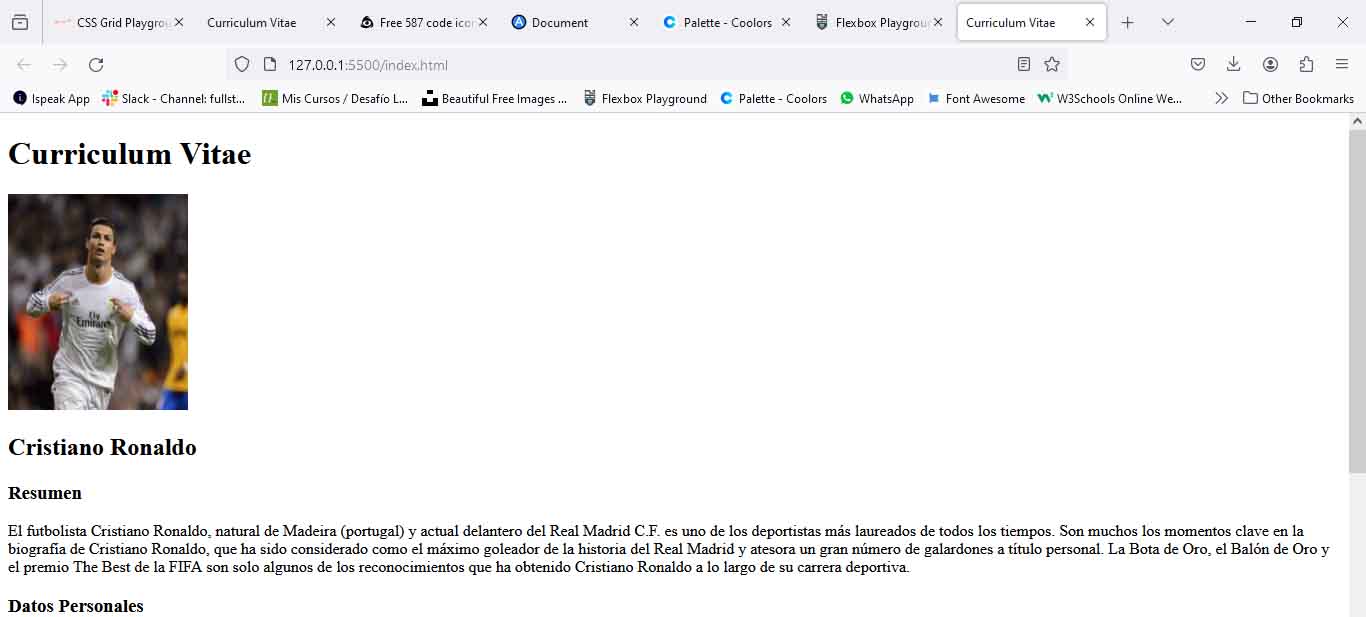 CSS Grid Playgrou
Curriculum Vitae
Free 587 code icon
Document
Palette - Coolors
Flexbox Playgroun
Curriculum Vitae
127.0.0.1:5500/index.html
Ispeak App
Slack - Channel: fullst...
Mis Cursos / Desafío L...
Beautiful Free Images ...
Flexbox Playground
Palette - Coolors
WhatsApp
Font Awesome
W3Schools Online We...
Other Bookmarks
Curriculum Vitae
Fly
Emirates
Cristiano Ronaldo
Resumen
El futbolista Cristiano Ronaldo, natural de Madeira (portugal) y actual delantero del Real Madrid C.F. es uno de los deportistas más laureados de todos los tiempos. Son muchos los momentos clave en la
biografía de Cristiano Ronaldo, que ha sido considerado como el máximo goleador de la historia del Real Madrid y atesora un gran número de galardones a título personal. La Bota de Oro, el Balón de Oro y
el premio The Best de la FIFA son solo algunos de los reconocimientos que ha obtenido Cristiano Ronaldo a lo largo de su carrera deportiva.
Datos Personales